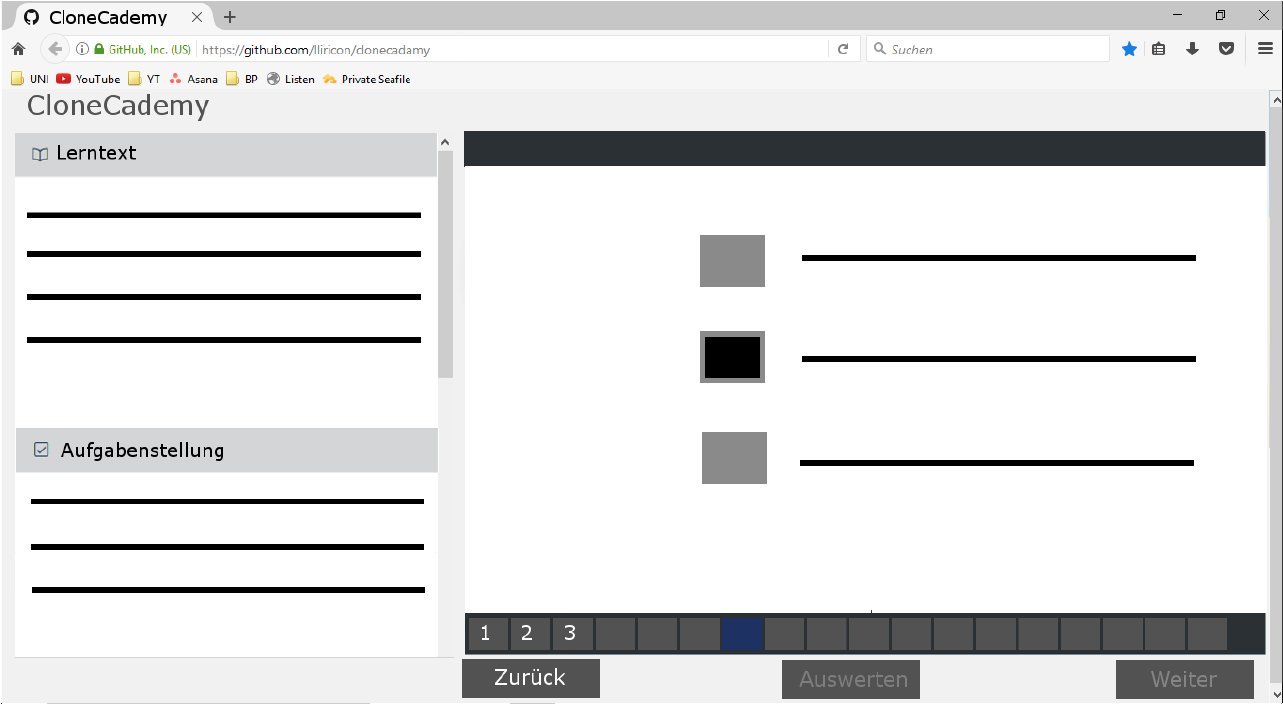 CloneCademy
GitHub, Inc. (US) https://github.com/lliricon/clonecadamy Suchen
UNI YouTube YT Asana BP Listen Private Seafile
CloneCademy
Lerntext
Aufgabenstellung
1 2 3
Zurück Auswerten Weiter